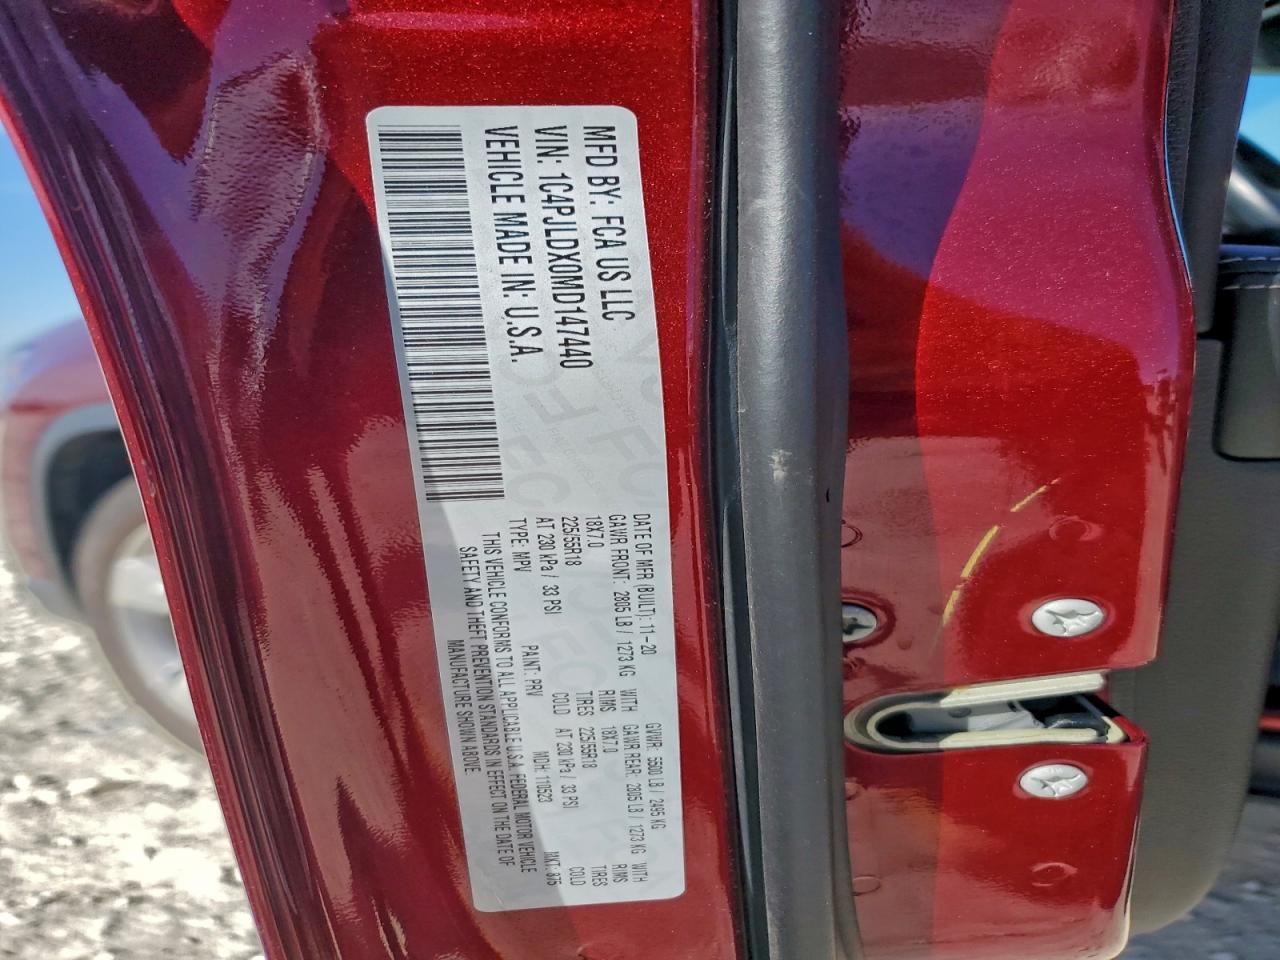 MFD BY: FCA US LLC
VIN: 1C4PJLDX0MD147440
VEHICLE MADE IN: U.S.A.
DATE OF MFR (BUILT): 11-20 GVWR: 5500 LB / 2495 KG
GAWR FRONT: 2805 LB / 1273 KG WITH GAWR REAR: 2805 LB / 1273 KG WITH
18X7.0 RIMS 18X7.0 RIMS
225/55R18 TIRES 225/55R18 TIRES
AT 230 kPa / 33 PSI COLD AT 230 kPa / 33 PSI COLD
TYPE: MPV PAINT: PRV MDH: 110523 MKT: 875
THIS VEHICLE CONFORMS TO ALL APPLICABLE U.S.A. FEDERAL MOTOR VEHICLE
SAFETY AND THEFT PREVENTION STANDARDS IN EFFECT ON THE DATE OF
MANUFACTURE SHOWN ABOVE.